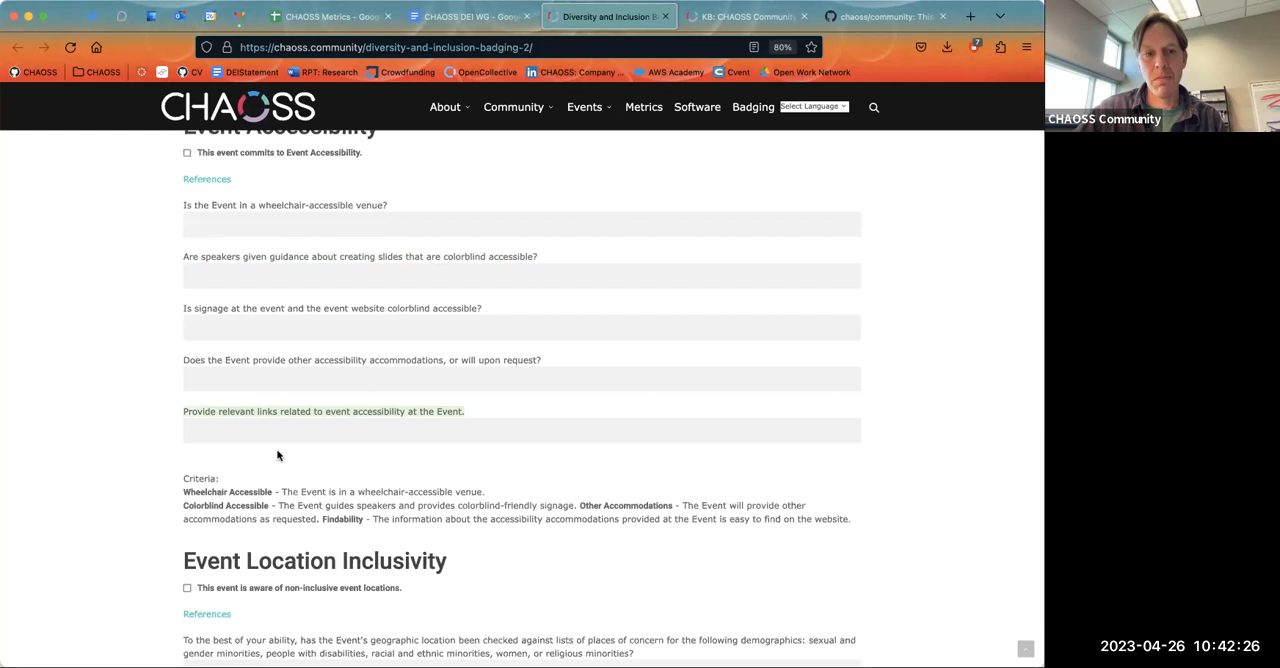 CHAOSS Metrics - Goog
CHAOSS DEI WG - Goog
Diversity and Inclusion B
KB: CHAOSS Community
chaoss/community: This
https://chaoss.community/diversity-and-inclusion-badging-2/
80%
7
CHAOSS
CHAOSS
CV
DEIStatement
RPT: Research
Crowdfunding
OpenCollective
CHAOSS: Company ...
AWS Academy
Cvent
Open Work Network
CHAOSS
About
Community
Events
Metrics
Software
Badging
Select Language
CHAOSS Community
Event Accessibility
This event commits to Event Accessibility.
References
Is the Event in a wheelchair-accessible venue?
Are speakers given guidance about creating slides that are colorblind accessible?
Is signage at the event and the event website colorblind accessible?
Does the Event provide other accessibility accommodations, or will upon request?
Provide relevant links related to event accessibility at the Event.
Criteria:
Wheelchair Accessible - The Event is in a wheelchair-accessible venue.
Colorblind Accessible - The Event guides speakers and provides colorblind-friendly signage. Other Accommodations - The Event will provide other
accommodations as requested. Findability - The information about the accessibility accommodations provided at the Event is easy to find on the website.
Event Location Inclusivity
This event is aware of non-inclusive event locations.
References
To the best of your ability, has the Event's geographic location been checked against lists of places of concern for the following demographics: sexual and
gender minorities, people with disabilities, racial and ethnic minorities, women, or religious minorities?
2023-04-26 10:42:26